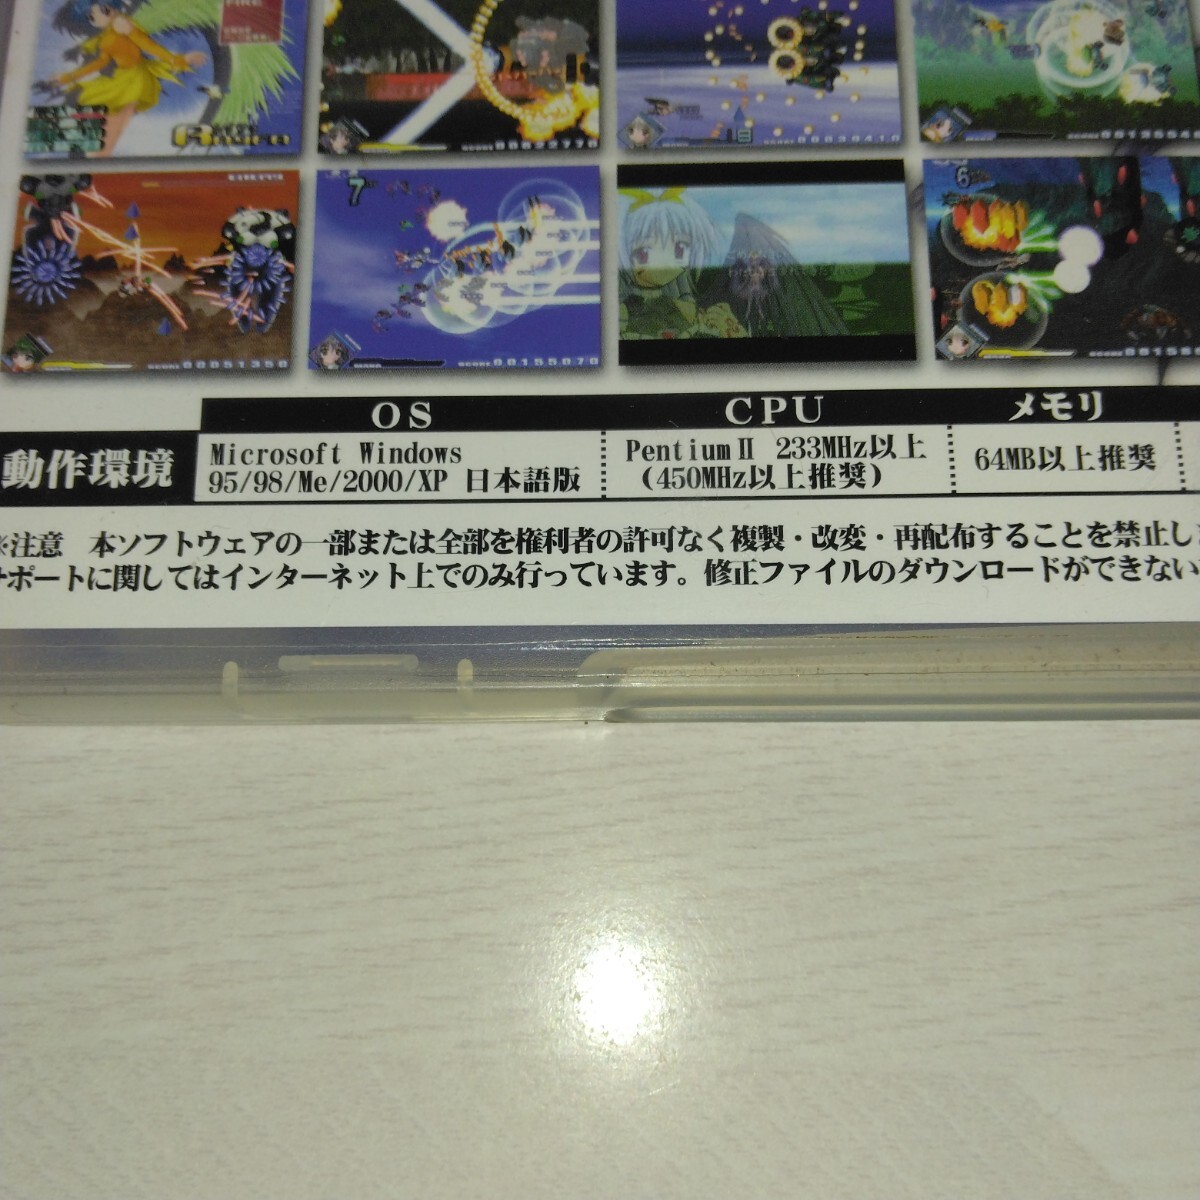 00038410
7
6
00051350
00155070
OS
CPU
メモリ
動作環境
Microsoft Windows
95/98/Me/2000/XP 日本語版
PentiumⅡ 233MHz以上
(450MHz以上推奨)
64MB以上推奨
※注意 本ソフトウェアの一部または全部を権利者の許可なく複製・改変・再配布することを禁止し
サポートに関してはインターネット上でのみ行っています。修正ファイルのダウンロードができない